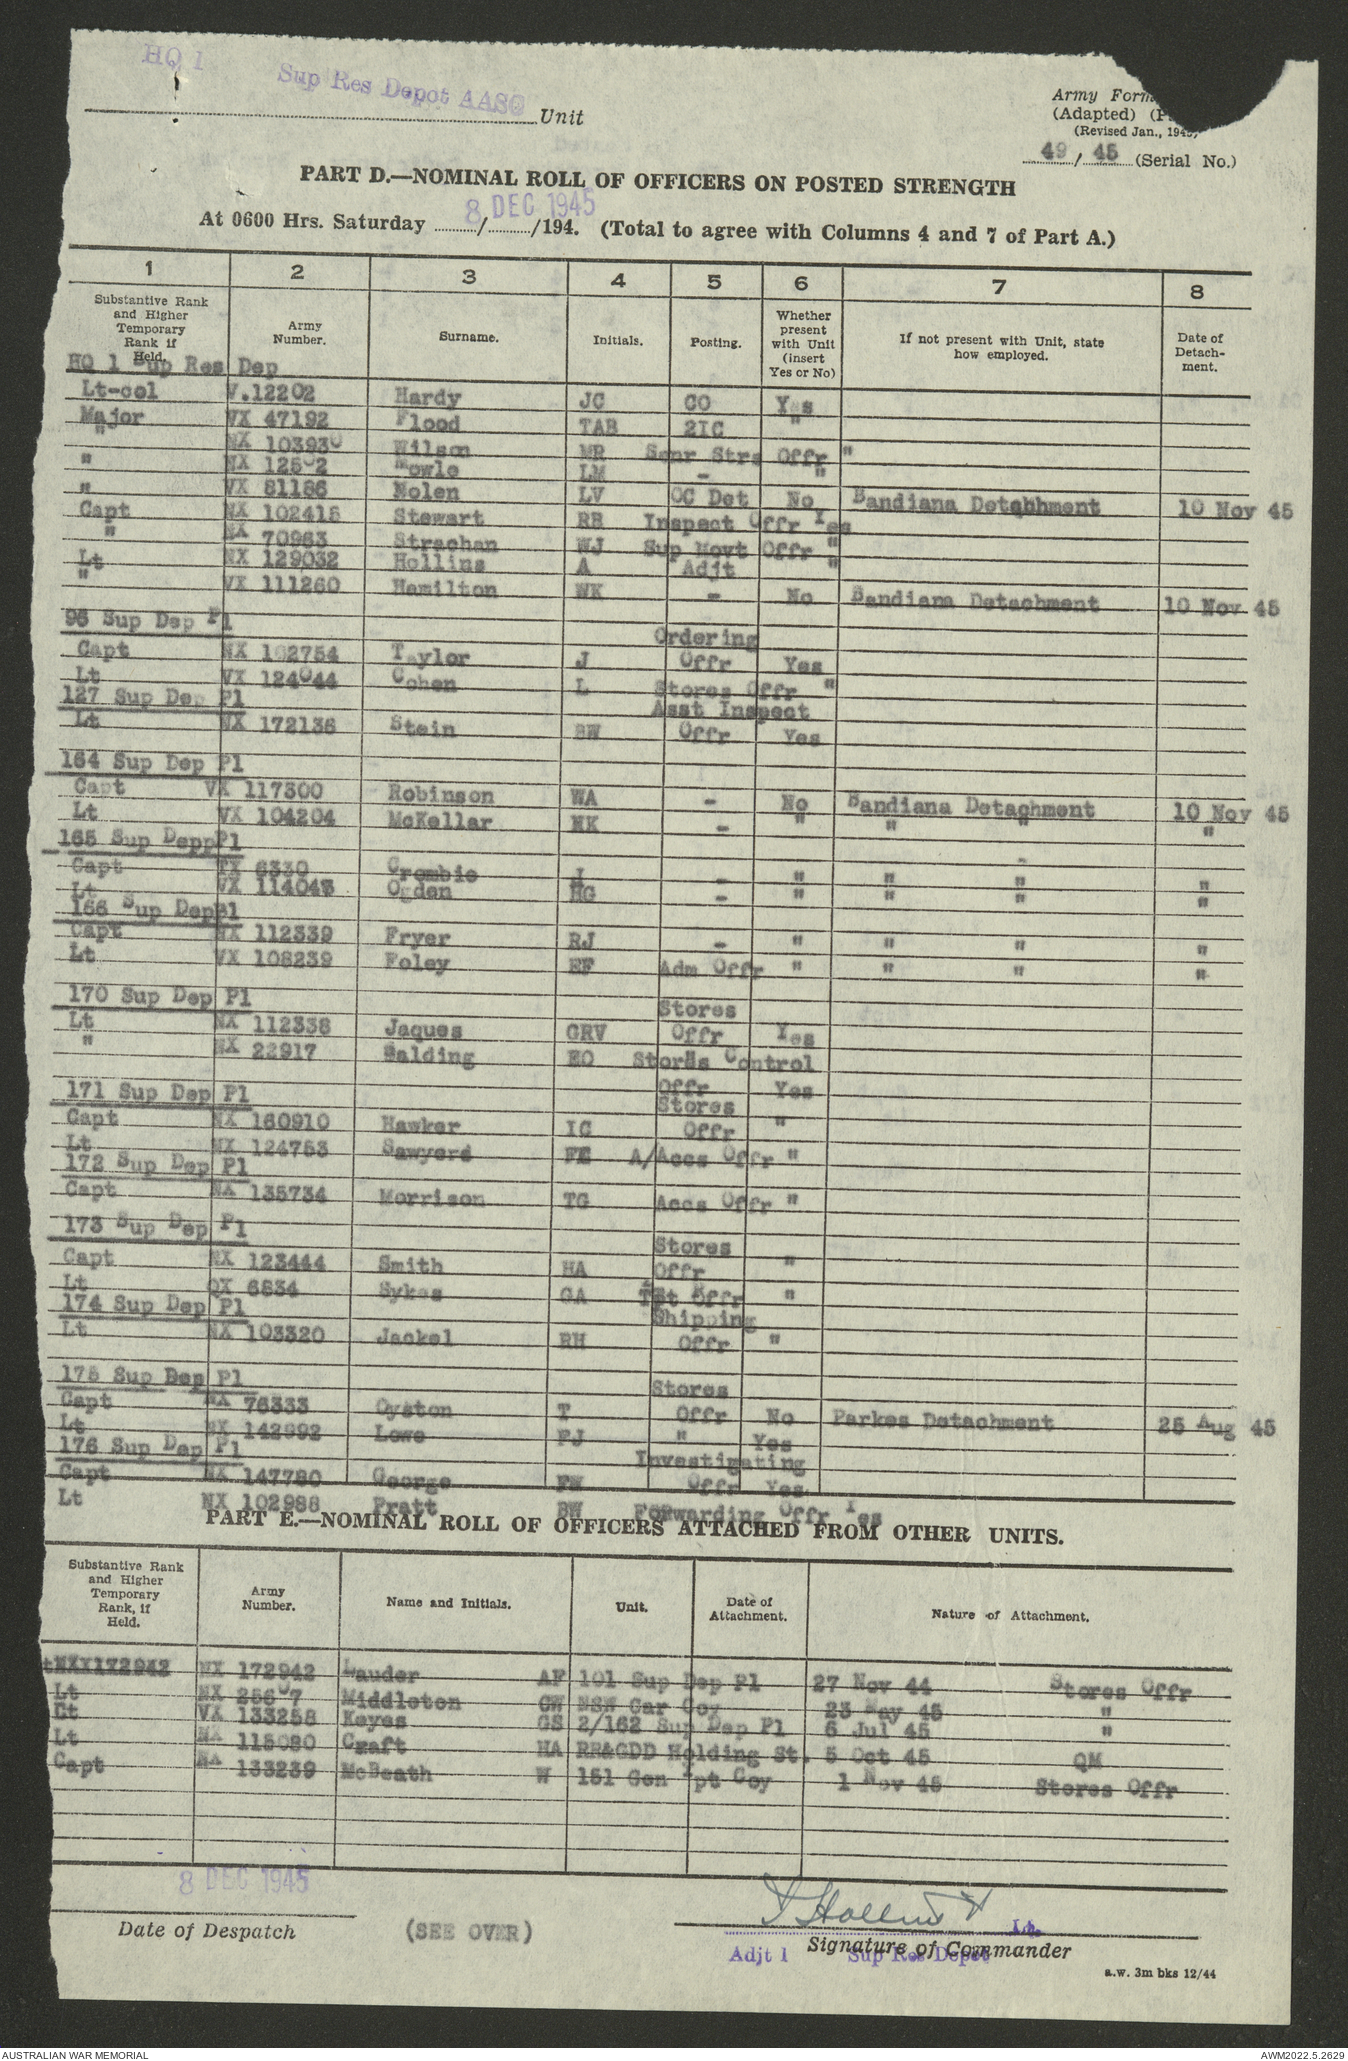 HQ 1 Sup Res Depot AASC Unit
Army Form
(Adapted)
(Revised Jan., 1945)
49 / 45 (Serial No.)
PART D.—NOMINAL ROLL OF OFFICERS ON POSTED STRENGTH
At 0600 Hrs. Saturday 8 DEC 1945 /194. (Total to agree with Columns 4 and 7 of Part A.)
1 2 3 4 5 6 7 8
Substantive Rank and Higher Temporary Rank if Held. Army Number. Surname. Initials. Posting. Whether present with Unit (insert Yes or No) If not present with Unit, state how employed. Date of Detach- ment.
HQ 1 Sup Res Dep
Lt-col V.12202 Hardy JC CO Yes
Major VX 47192 Flood TAB 2IC "
" NX 103930 Wilson MR Senr Strs Offr "
" NX 12502 Mowle LM - "
" VX 81186 Nolen LV OC Det No Bandiana Detachment 10 Nov 45
Capt NX 102415 Stewart RB Inspect Offr Yes
" NX 70963 Strachan WJ Sup Movt Offr "
Lt NX 129032 Hollins A Adjt "
" VX 111260 Hamilton WK - No Bandiana Detachment 10 Nov 45
96 Sup Dep Pl
Ordering
Capt NX 102754 Taylor J Offr Yes
Lt VX 124044 Cohen L Stores Offr "
127 Sup Dep Pl Asst Inspect
Lt NX 172136 Stein BW Offr Yes
164 Sup Dep Pl
Capt VX 117300 Robinson WA - No Bandiana Detachment 10 Nov 45
Lt VX 104204 McKellar NK - " " " "
165 Sup DeppPl
Capt TX 6330 Crombie J - " " " "
Lt VX 114043 Ogden HG - " " " "
166 Sup Dep Pl
Capt NX 112339 Fryer RJ - " " " "
Lt VX 108239 Foley EF Adm Offr " " " "
170 Sup Dep Pl Stores
Lt NX 112338 Jaques GRV Offr Yes
" NX 22917 Balding EO Stores Control
Offr Yes
171 Sup Dep Pl Stores
Capt NX 160910 Hawker IC Offr "
Lt NX 124753 Sawyerd FE A/Accs Offr "
172 Sup Dep Pl
Capt NX 135734 Morrison TG Accs Offr "
173 Sup Dep Pl
Stores
Capt NX 123444 Smith HA Offr "
Lt QX 6834 Sykes GA Offr "
174 Sup Dep Pl Shipping
Lt NX 103320 Jackel RH Offr "
175 Sup Dep Pl Stores
Capt NX 76333 Oyston T Offr No Parkes Detachment 25 Aug 45
Lt NX 142892 Lowe PJ " Yes
176 Sup Dep Pl Investigating
Capt NX 147780 George FW Offr Yes
Lt NX 102988 Pratt BW Forwarding Offr Yes
PART E.—NOMINAL ROLL OF OFFICERS ATTACHED FROM OTHER UNITS.
Substantive Rank and Higher Temporary Rank, if Held. Army Number. Name and Initials. Unit. Date of Attachment. Nature of Attachment.
tNXX172942 NX 172942 Lauder AF 101 Sup Dep Pl 27 Nov 44 Stores Offr
Lt NX 25607 Middleton CW NSW Car Coy 23 May 45 "
Lt VX 133258 Keyes GS 2/162 Sup Dep Pl 6 Jul 45 "
Lt NX 115080 Craft HA RR&GDD Holding St. 5 Oct 45 QM
Capt NX 133239 McBeath W 151 Gen Tpt Coy 1 Nov 45 Stores Offr
8 DEC 1945
Date of Despatch (SEE OVER)
Lt.
Signature of Commander
Adjt 1 Sup Res Depot
a.w. 3m bks 12/44
AUSTRALIAN WAR MEMORIAL AWM2022.5.2629